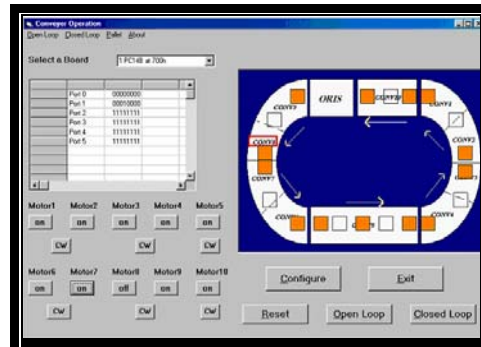 Conveyor Operation
Open Loop Closed Loop Pallet About
Select a Board
1 PC14B at 700h
Port 0 00000000
Port 1 00010000
Port 2 11111111
Port 3 11111111
Port 4 11111111
Port 5 11111111
ORIS
CONV1
CONV2
CONV8
CONV7
CONV4
Motor1 Motor2 Motor3 Motor4 Motor5
on on on on on
CW CW CW
Motor6 Motor7 Motor8 Motor9 Motor10
on on off on on
CW CW CW
Configure Exit
Reset Open Loop Closed Loop